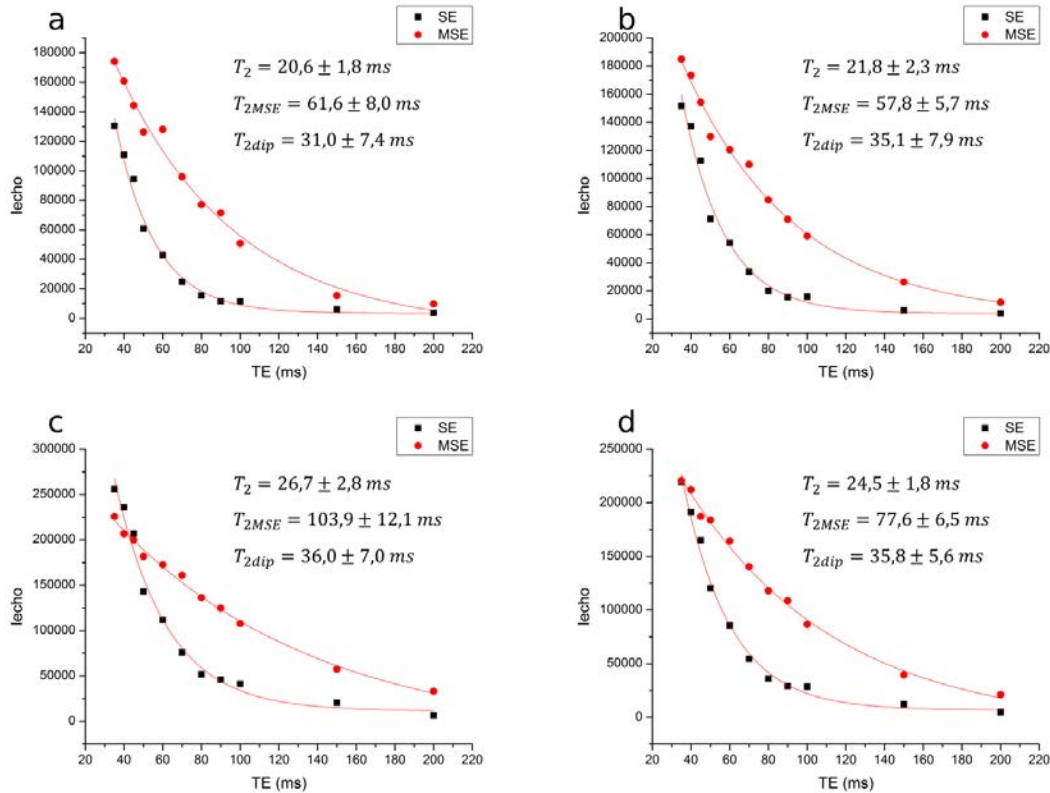 a
SE
MSE
T₂ = 20,6 ± 1,8 ms
T₂MSE = 61,6 ± 8,0 ms
T₂dip = 31,0 ± 7,4 ms
180000
160000
140000
120000
100000
80000
60000
40000
20000
0
Iecho
20 40 60 80 100 120 140 160 180 200 220
TE (ms)
b
SE
MSE
T₂ = 21,8 ± 2,3 ms
T₂MSE = 57,8 ± 5,7 ms
T₂dip = 35,1 ± 7,9 ms
200000
180000
160000
140000
120000
100000
80000
60000
40000
20000
0
Iecho
20 40 60 80 100 120 140 160 180 200 220
TE (ms)
c
SE
MSE
T₂ = 26,7 ± 2,8 ms
T₂MSE = 103,9 ± 12,1 ms
T₂dip = 36,0 ± 7,0 ms
300000
250000
200000
150000
100000
50000
0
Iecho
20 40 60 80 100 120 140 160 180 200 220
TE (ms)
d
SE
MSE
T₂ = 24,5 ± 1,8 ms
T₂MSE = 77,6 ± 6,5 ms
T₂dip = 35,8 ± 5,6 ms
250000
200000
150000
100000
50000
0
Iecho
20 40 60 80 100 120 140 160 180 200 220
TE (ms)